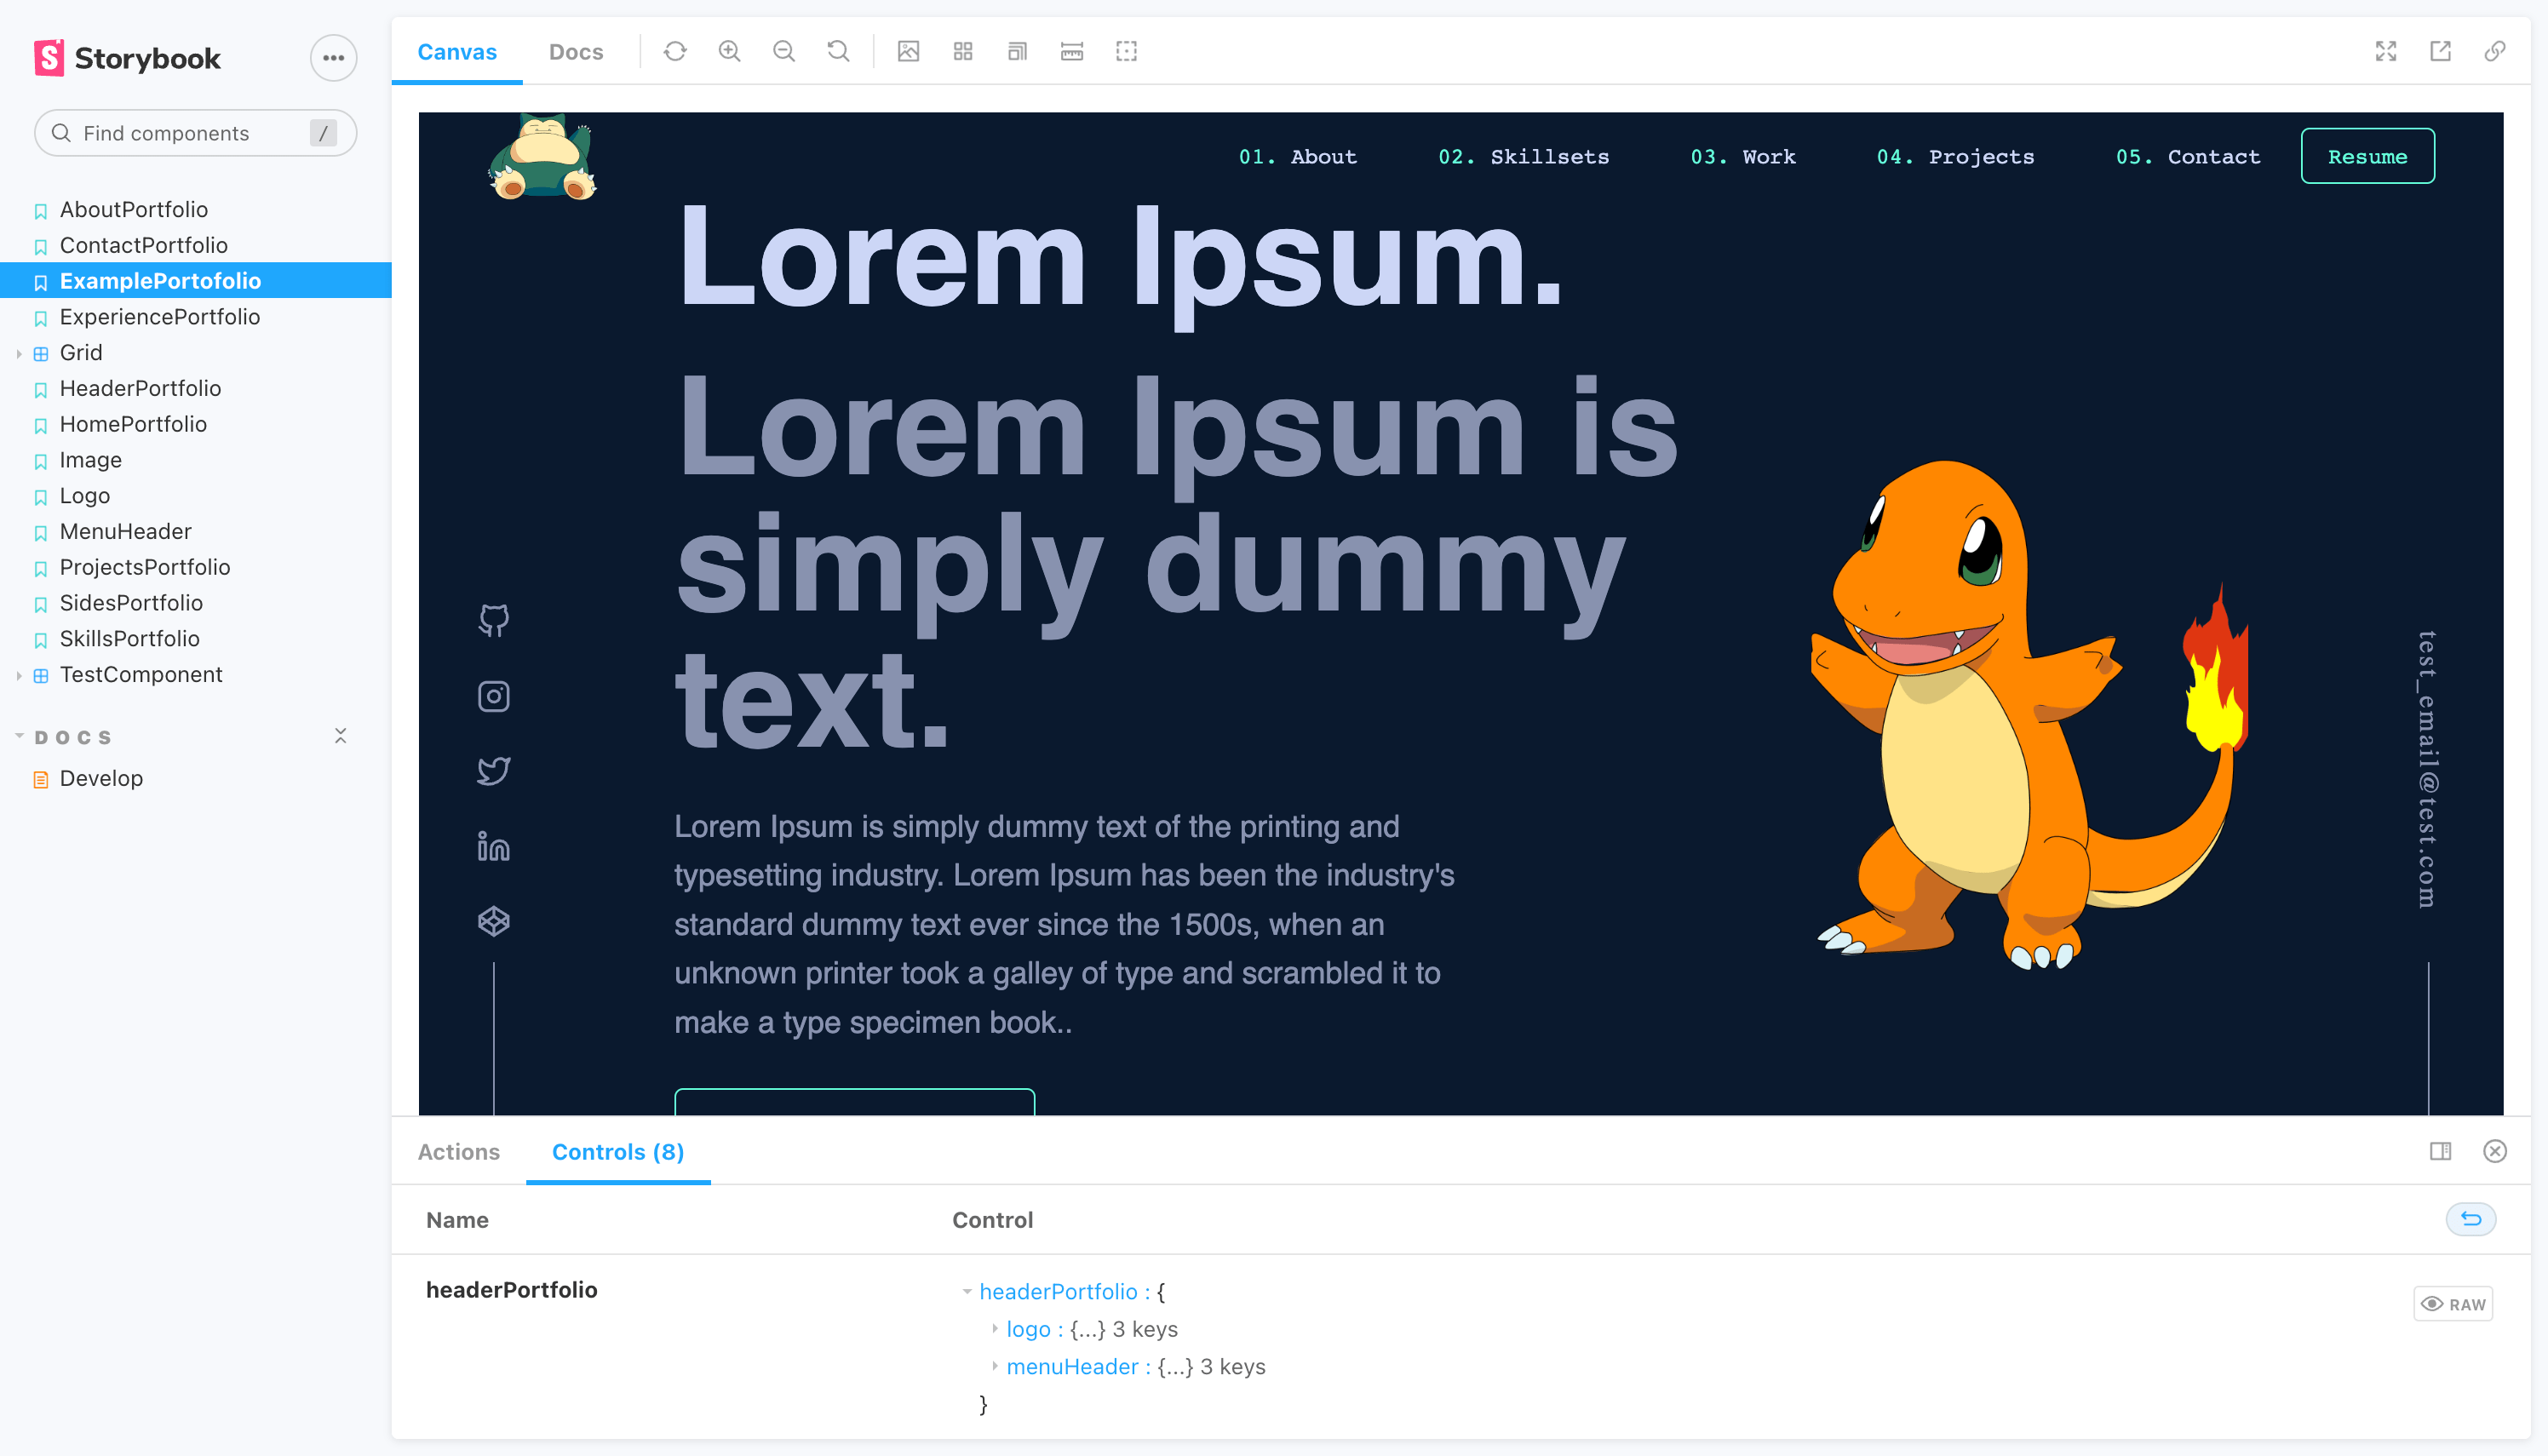 Storybook
Find components /
AboutPortfolio
ContactPortfolio
ExamplePortofolio
ExperiencePortfolio
Grid
HeaderPortfolio
HomePortfolio
Image
Logo
MenuHeader
ProjectsPortfolio
SidesPortfolio
SkillsPortfolio
TestComponent
DOCS
Develop
Canvas Docs
01. About 02. Skillsets 03. Work 04. Projects 05. Contact Resume
Lorem Ipsum.
Lorem Ipsum is
simply dummy
text.
Lorem Ipsum is simply dummy text of the printing and
typesetting industry. Lorem Ipsum has been the industry's
standard dummy text ever since the 1500s, when an
unknown printer took a galley of type and scrambled it to
make a type specimen book..
test_email@test.com
Actions Controls (8)
Name Control
headerPortfolio
headerPortfolio : {
logo : {...} 3 keys
menuHeader : {...} 3 keys
}
RAW